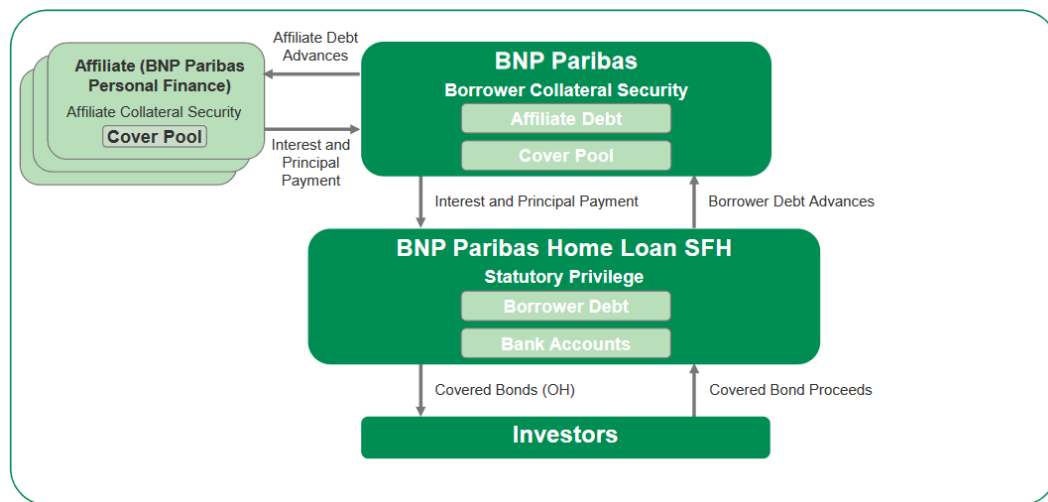 Affiliate Debt
Advances
Affiliate (BNP Paribas
Personal Finance)
Affiliate Collateral Security
Cover Pool
Interest and
Principal
Payment
BNP Paribas
Borrower Collateral Security
Affiliate Debt
Cover Pool
Interest and Principal Payment
Borrower Debt Advances
BNP Paribas Home Loan SFH
Statutory Privilege
Borrower Debt
Bank Accounts
Covered Bonds (OH)
Covered Bond Proceeds
Investors